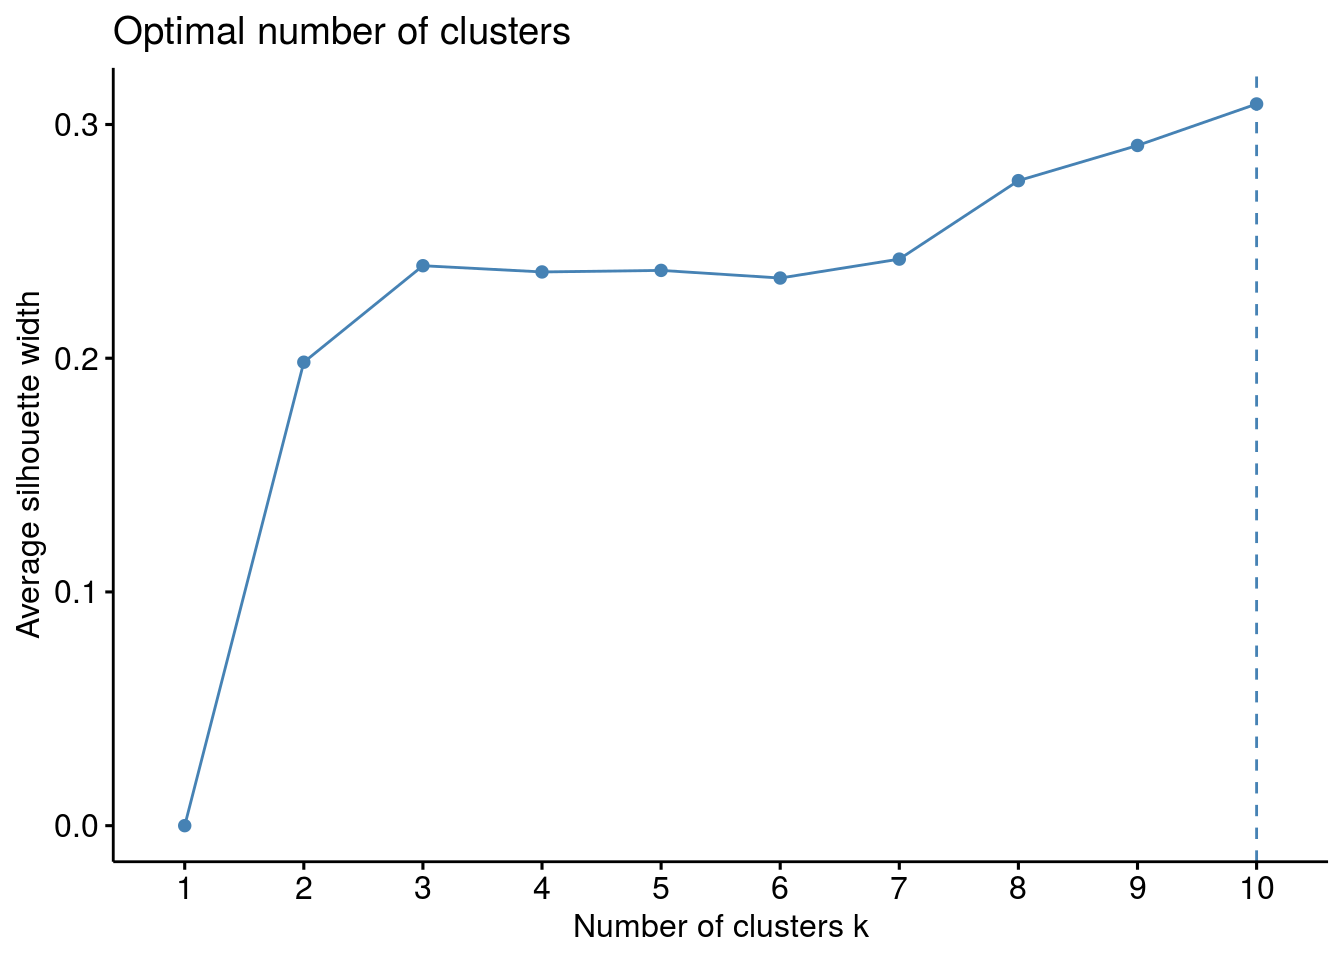 Optimal number of clusters
Average silhouette width
0.3
0.2
0.1
0.0
1 2 3 4 5 6 7 8 9 10
Number of clusters k